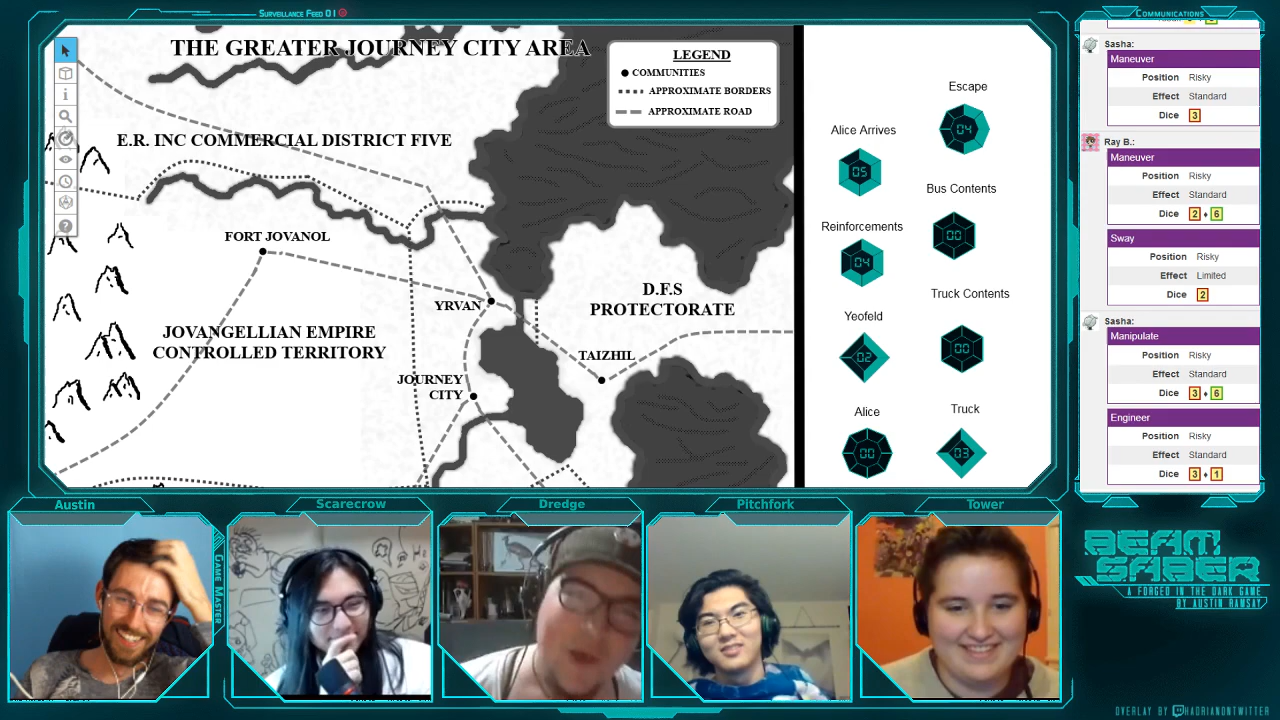 SURVEILLANCE FEED 01
COMMUNICATIONS
THE GREATER JOURNEY CITY AREA
LEGEND
COMMUNITIES
APPROXIMATE BORDERS
APPROXIMATE ROAD
E.R. INC COMMERCIAL DISTRICT FIVE
FORT JOVANOL
YRVAN
D.F.S
PROTECTORATE
JOVANGELLIAN EMPIRE
CONTROLLED TERRITORY
TAIZHIL
JOURNEY
CITY
Escape
04
Alice Arrives
05
Bus Contents
00
Reinforcements
04
Truck Contents
00
Yeofeld
02
Alice
00
Truck
03
Sasha:
Maneuver
Position Risky
Effect Standard
Dice 3
Ray B.:
Maneuver
Position Risky
Effect Standard
Dice 2 ♦ 6
Sway
Position Risky
Effect Limited
Dice 2
Sasha:
Manipulate
Position Risky
Effect Standard
Dice 3 ♦ 6
Engineer
Position Risky
Effect Standard
Dice 3 ♦ 1
Austin
GAME MASTER
Scarecrow
Dredge
Pitchfork
Tower
BEAM
SABER
A FORGED IN THE DARK GAME
BY AUSTIN RAMSAY
OVERLAY BY HADRIANONTWITTER